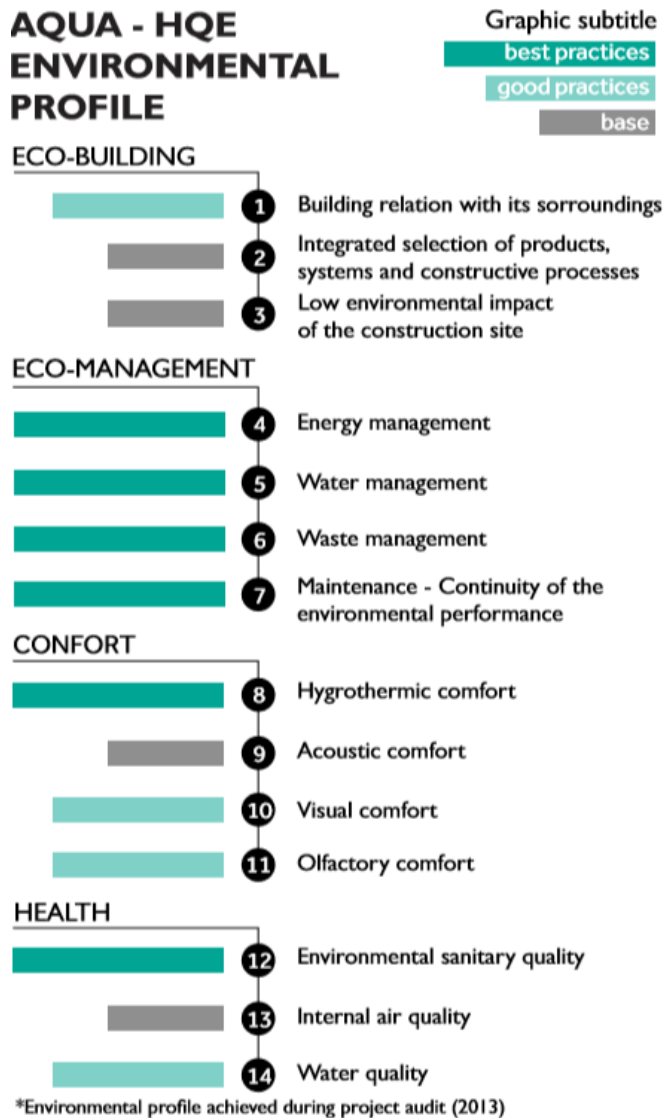 AQUA - HQE
ENVIRONMENTAL
PROFILE
Graphic subtitle
best practices
good practices
base
ECO-BUILDING
1 Building relation with its sorroundings
2 Integrated selection of products,
systems and constructive processes
3 Low environmental impact
of the construction site
ECO-MANAGEMENT
4 Energy management
5 Water management
6 Waste management
7 Maintenance - Continuity of the
environmental performance
CONFORT
8 Hygrothermic comfort
9 Acoustic comfort
10 Visual comfort
11 Olfactory comfort
HEALTH
12 Environmental sanitary quality
13 Internal air quality
14 Water quality
*Environmental profile achieved during project audit (2013)